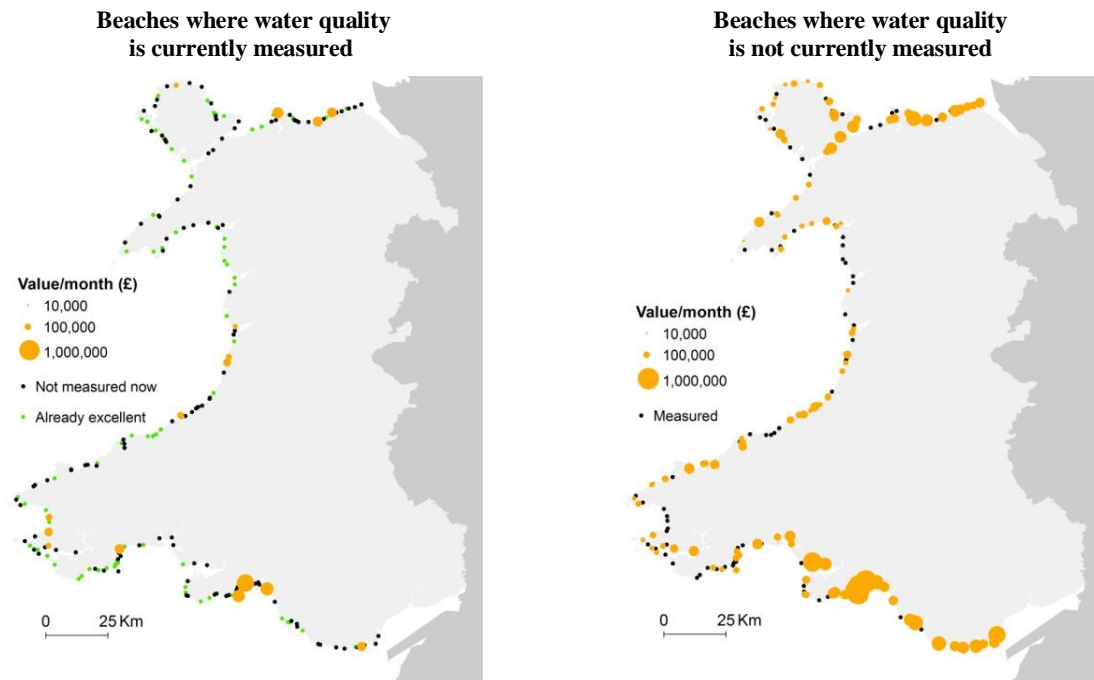 Beaches where water quality
is currently measured
Value/month (£)
10,000
100,000
1,000,000
Not measured now
Already excellent
0 25 Km
Beaches where water quality
is not currently measured
Value/month (£)
10,000
100,000
1,000,000
Measured
0 25 Km